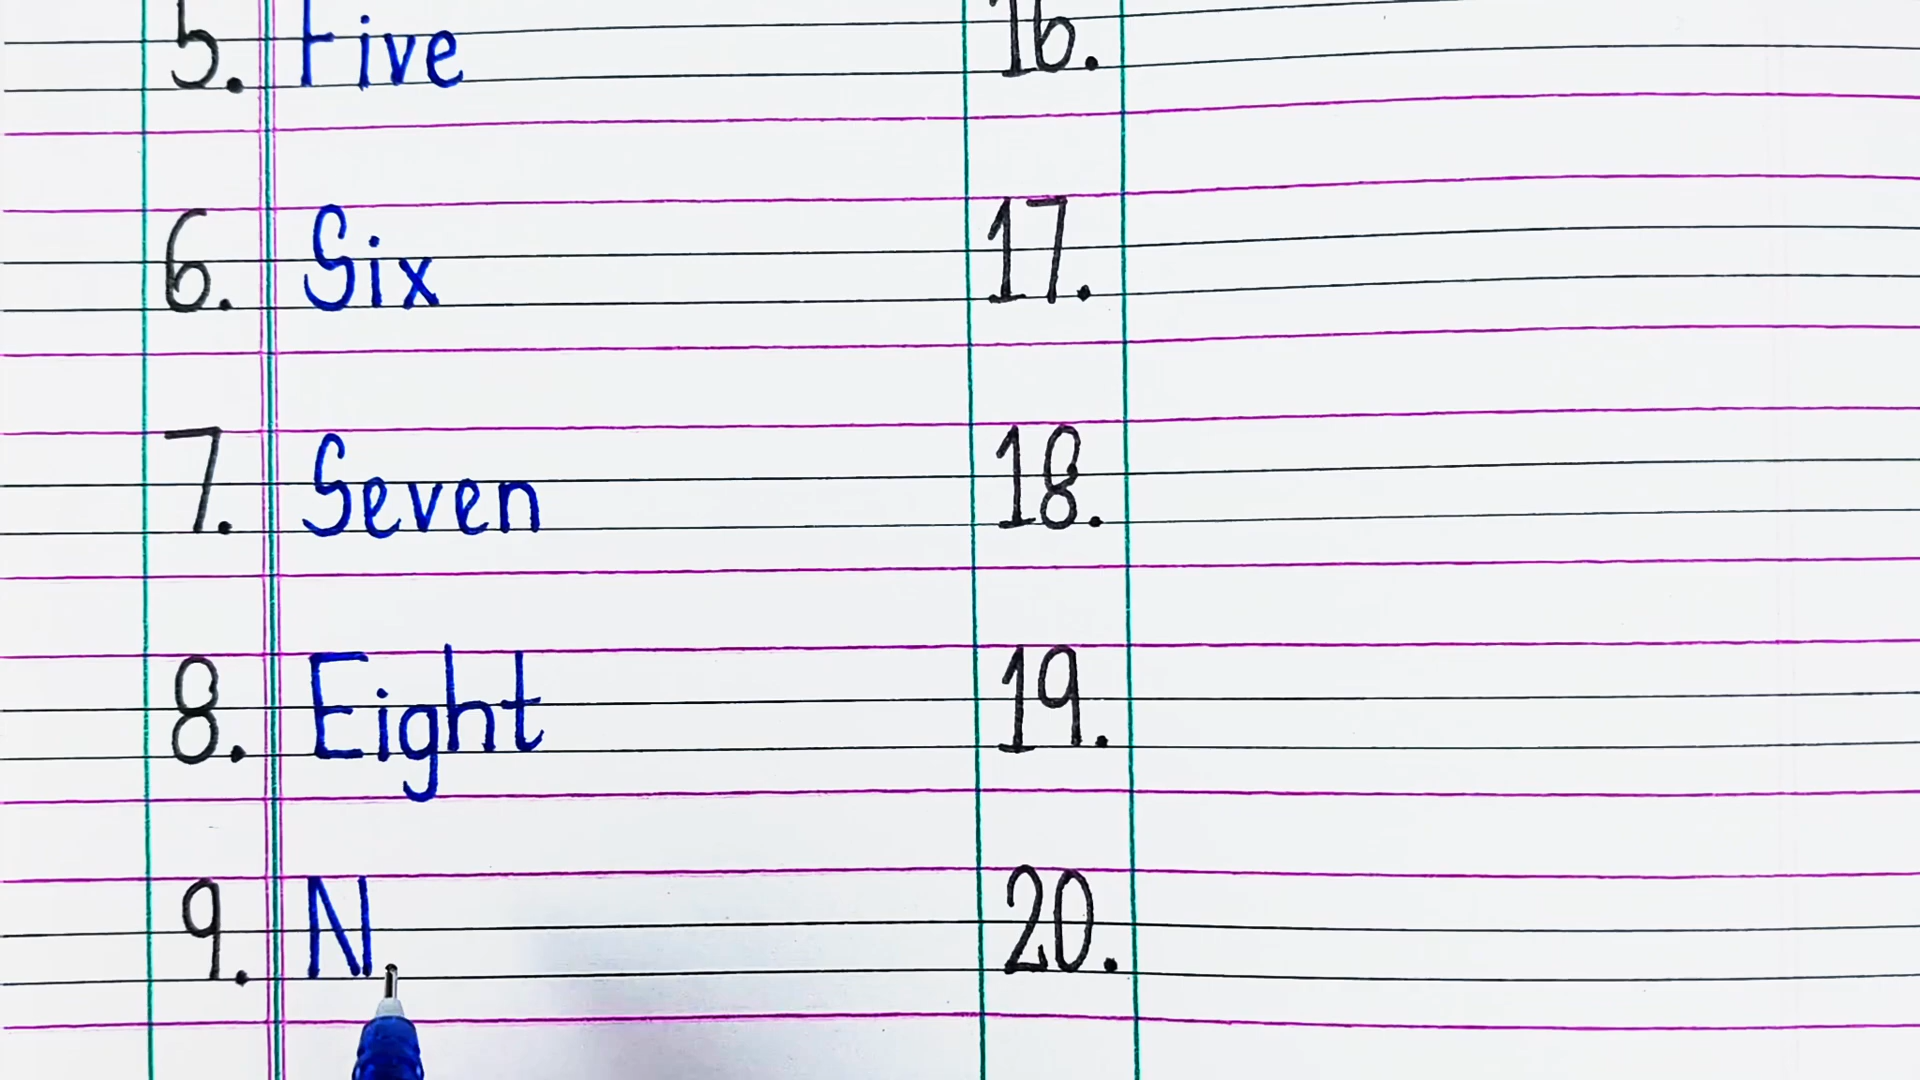 5. Five 16.
6. Six 17.
7. Seven 18.
8. Eight 19.
9. N 20.